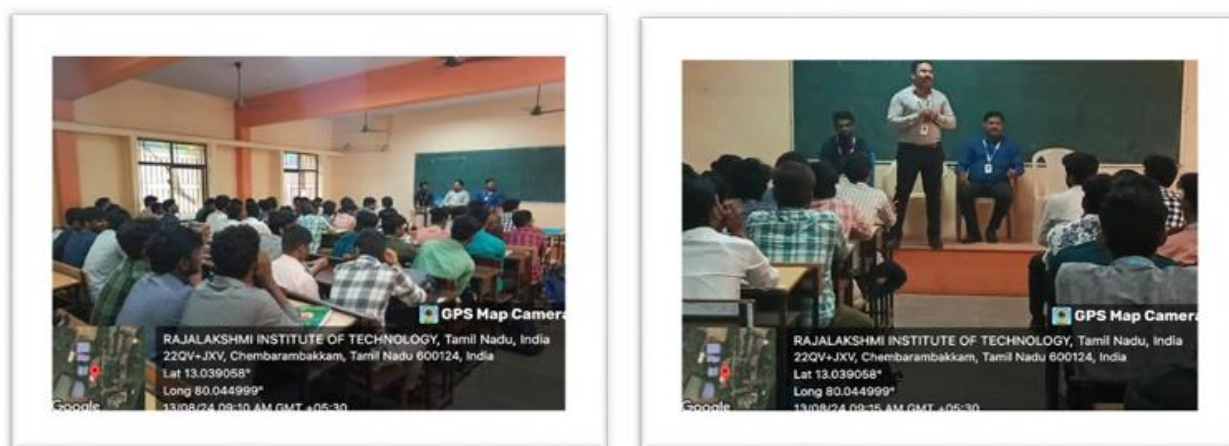 GPS Map Camera
RAJALAKSHMI INSTITUTE OF TECHNOLOGY, Tamil Nadu, India
22QV+JXV, Chembarambakkam, Tamil Nadu 600124, India
Lat 13.039058°
Long 80.044999°
Google
13/08/24 09:10 AM GMT +05:30
GPS Map Camera
RAJALAKSHMI INSTITUTE OF TECHNOLOGY, Tamil Nadu, India
22QV+JXV, Chembarambakkam, Tamil Nadu 600124, India
Lat 13.039058°
Long 80.044999°
Google
13/08/24 09:15 AM GMT +05:30